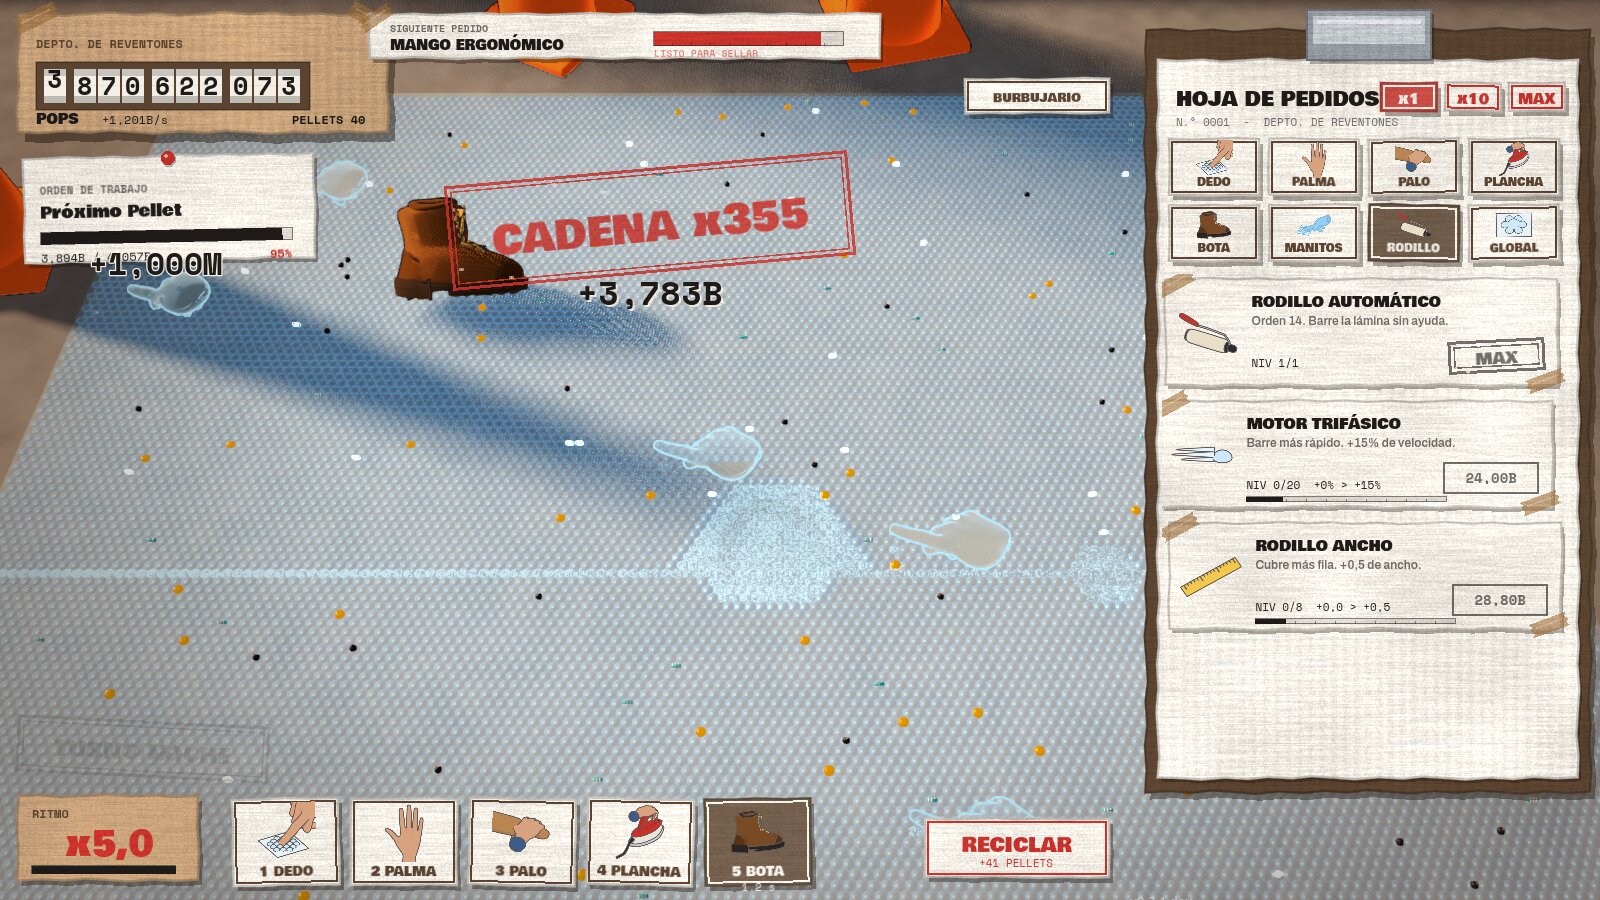 DEPTO. DE REVENTONES
3 870 622 073
POPS +1,201B/s PELLETS 40
SIGUIENTE PEDIDO
MANGO ERGONÓMICO
LISTO PARA SELLAR
BURBUJARIO
ORDEN DE TRABAJO
Próximo Pellet
95%
+1,000M
CADENA x355
+3,783B
HOJA DE PEDIDOS
x1
x10
MAX
N.º 0001 - DEPTO. DE REVENTONES
DEDO
PALMA
PALO
PLANCHA
BOTA
MANITOS
RODILLO
GLOBAL
RODILLO AUTOMÁTICO
Orden 14. Barre la lámina sin ayuda.
NIV 1/1
MAX
MOTOR TRIFÁSICO
Barre más rápido. +15% de velocidad.
NIV 0/20 +0% > +15%
24,00B
RODILLO ANCHO
Cubre más fila. +0,5 de ancho.
NIV 0/8 +0.0 > +0.5
28,80B
RITMO
x5,0
1 DEDO
2 PALMA
3 PALO
4 PLANCHA
5 BOTA
1,2 s
RECICLAR
+41 PELLETS